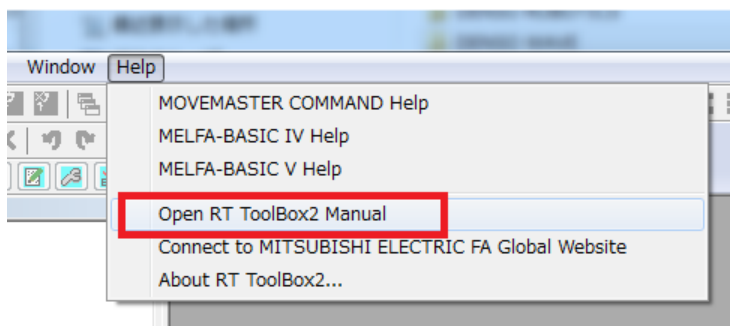 Window Help
MOVEMASTER COMMAND Help
MELFA-BASIC IV Help
MELFA-BASIC V Help
Open RT ToolBox2 Manual
Connect to MITSUBISHI ELECTRIC FA Global Website
About RT ToolBox2...